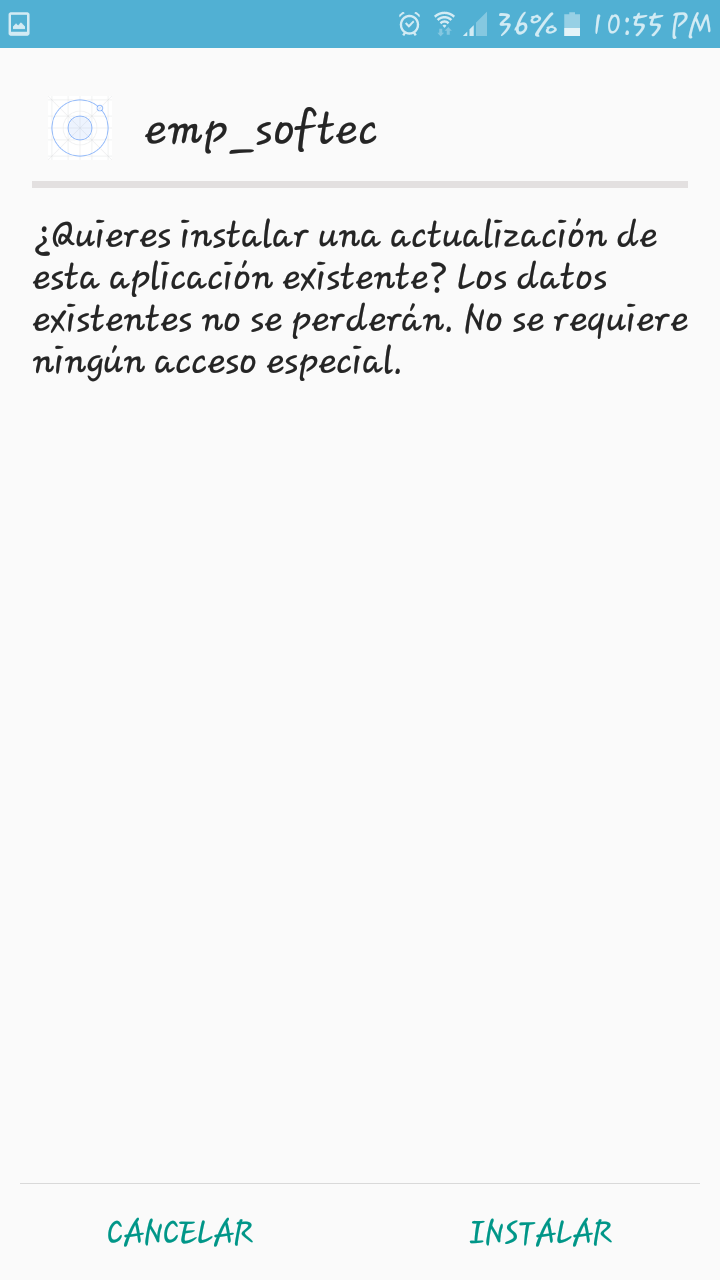 36% 10:55 PM
emp_softec
¿Quieres instalar una actualización de
esta aplicación existente? Los datos
existentes no se perderán. No se requiere
ningún acceso especial.
CANCELAR INSTALAR